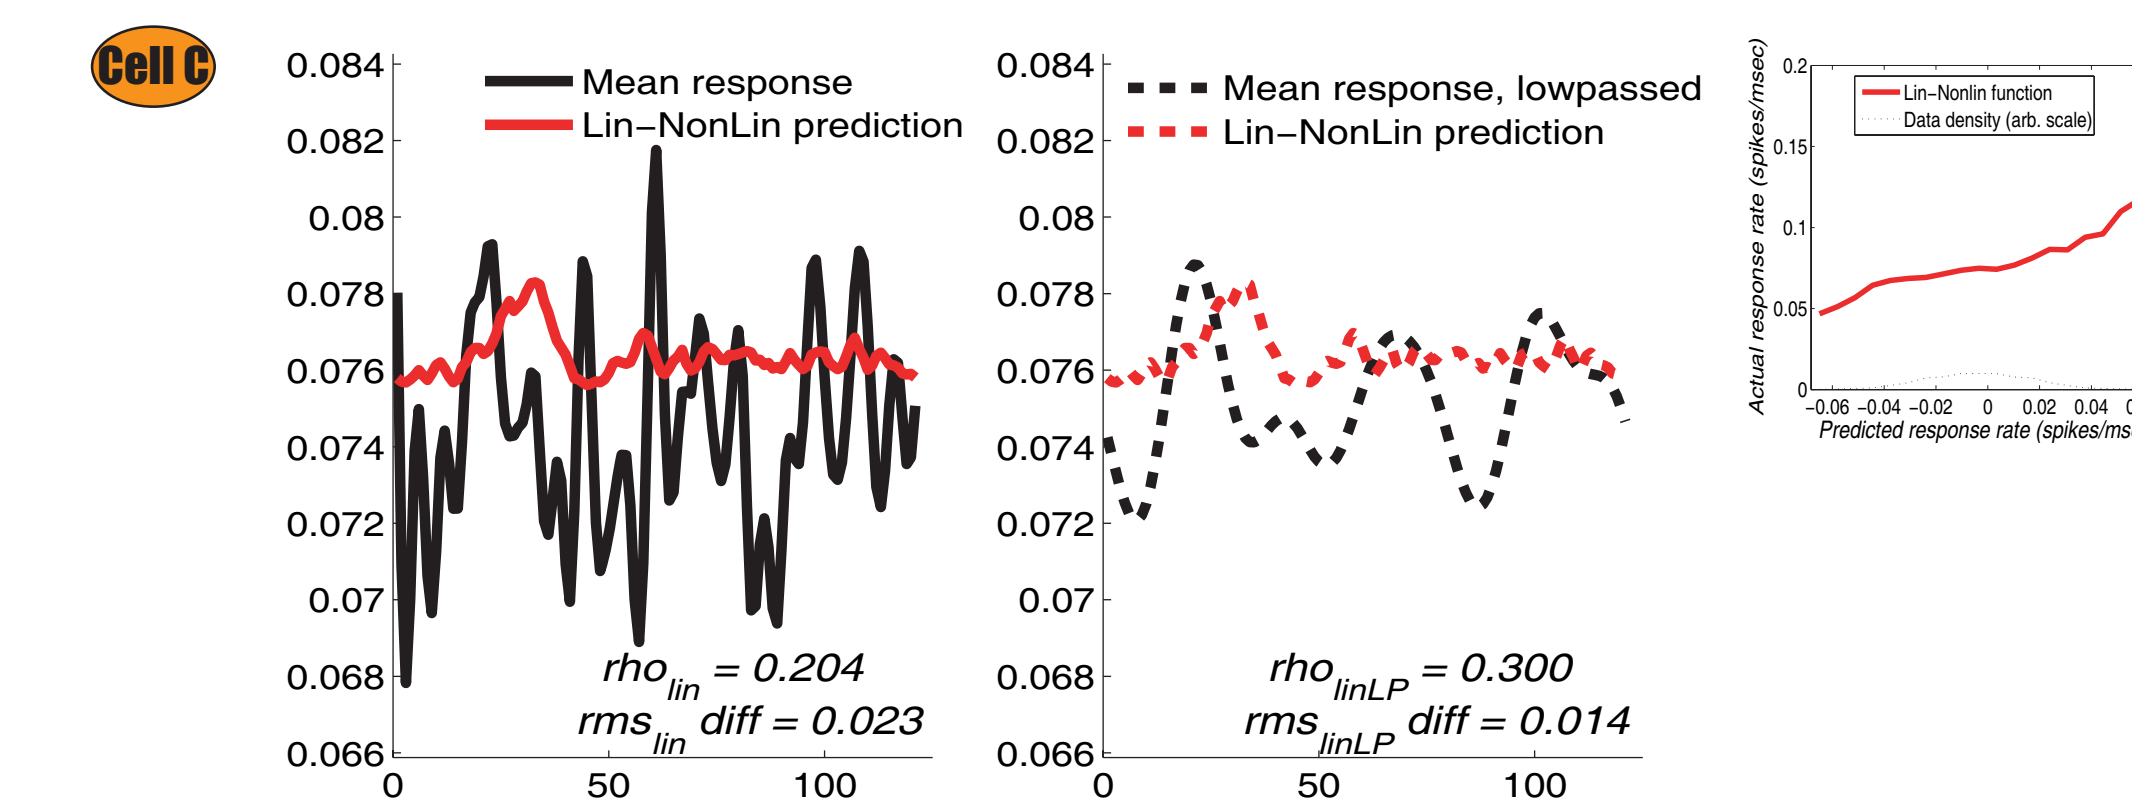 Cell C
0.084
0.082
0.08
0.078
0.076
0.074
0.072
0.07
0.068
0.066
0 50 100
Mean response
Lin−NonLin prediction
rho_lin = 0.204
rms_lin diff = 0.023
0.084
0.082
0.08
0.078
0.076
0.074
0.072
0.07
0.068
0.066
0 50 100
Mean response, lowpassed
Lin−NonLin prediction
rho_linLP = 0.300
rms_linLP diff = 0.014
Actual response rate (spikes/msec)
0.2
0.15
0.1
0.05
0
Lin−Nonlin function
Data density (arb. scale)
−0.06 −0.04 −0.02 0 0.02 0.04
Predicted response rate